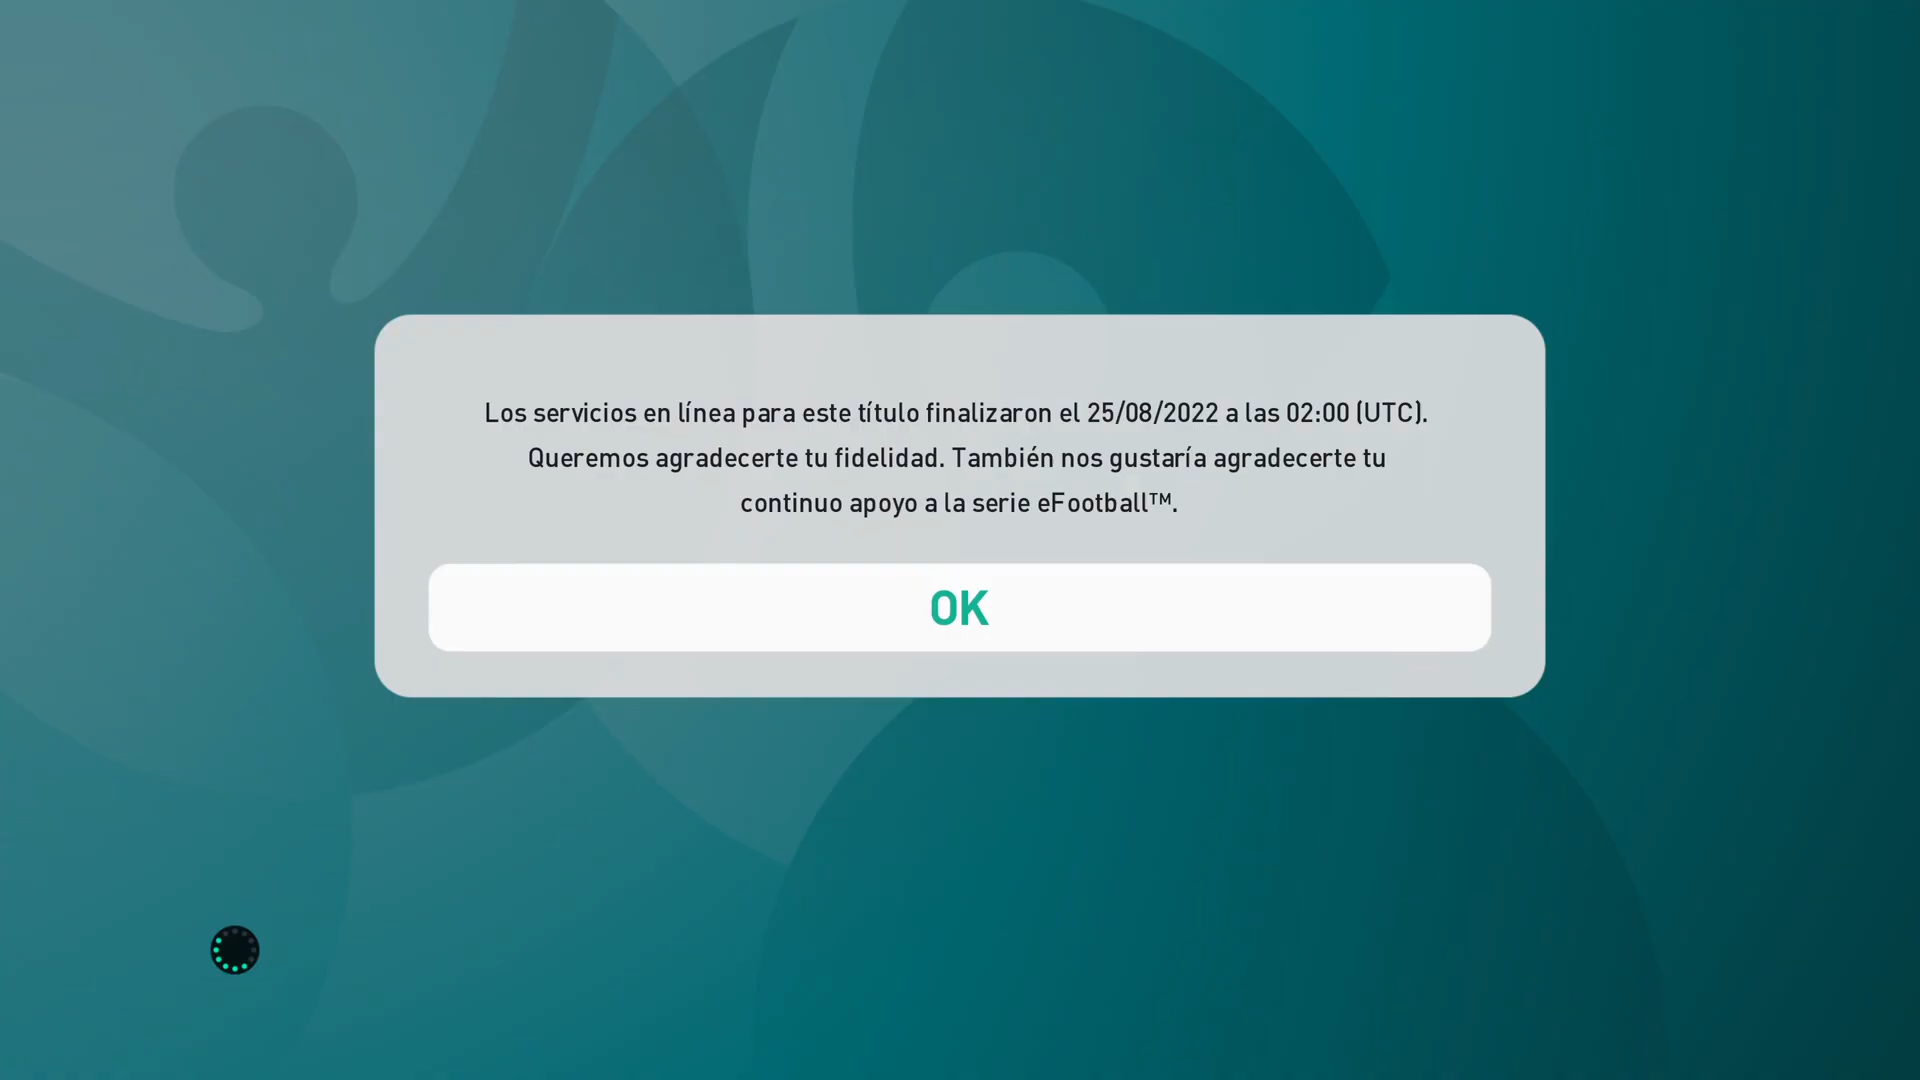 Los servicios en línea para este título finalizaron el 25/08/2022 a las 02:00 (UTC).
Queremos agradecerte tu fidelidad. También nos gustaría agradecerte tu
continuo apoyo a la serie eFootball™.
OK